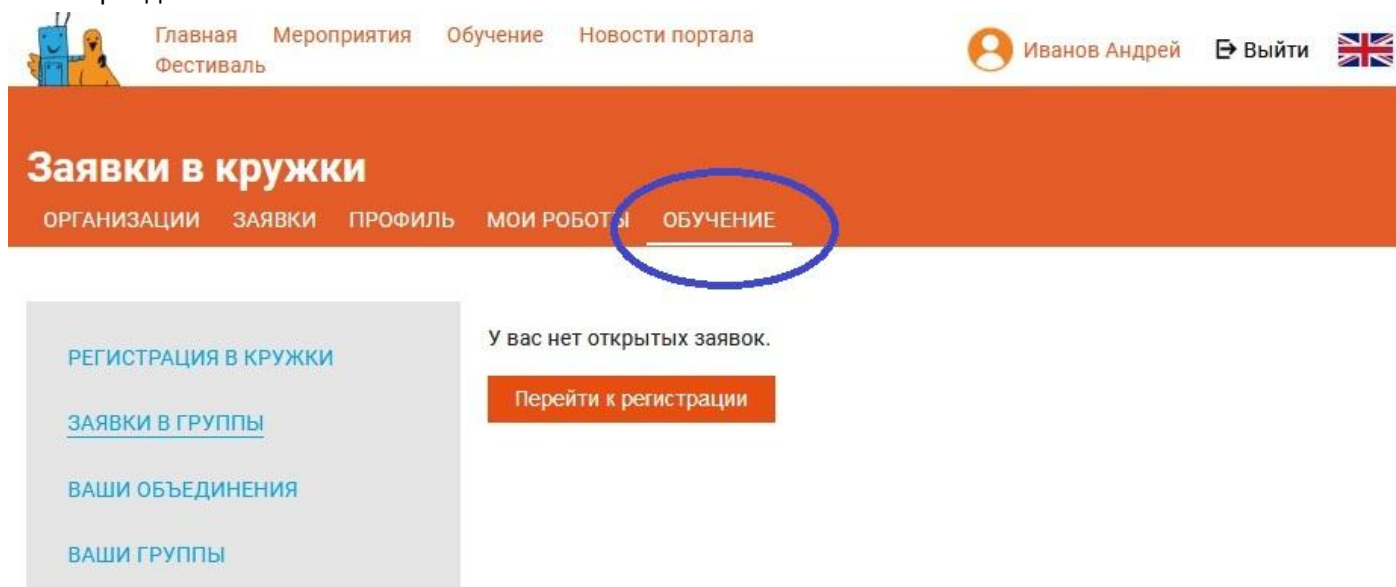 Главная Мероприятия Обучение Новости портала
Фестиваль
Иванов Андрей Выйти
Заявки в кружки
ОРГАНИЗАЦИИ ЗАЯВКИ ПРОФИЛЬ МОИ РОБОТЫ ОБУЧЕНИЕ
РЕГИСТРАЦИЯ В КРУЖКИ
ЗАЯВКИ В ГРУППЫ
ВАШИ ОБЪЕДИНЕНИЯ
ВАШИ ГРУППЫ
У вас нет открытых заявок.
Перейти к регистрации